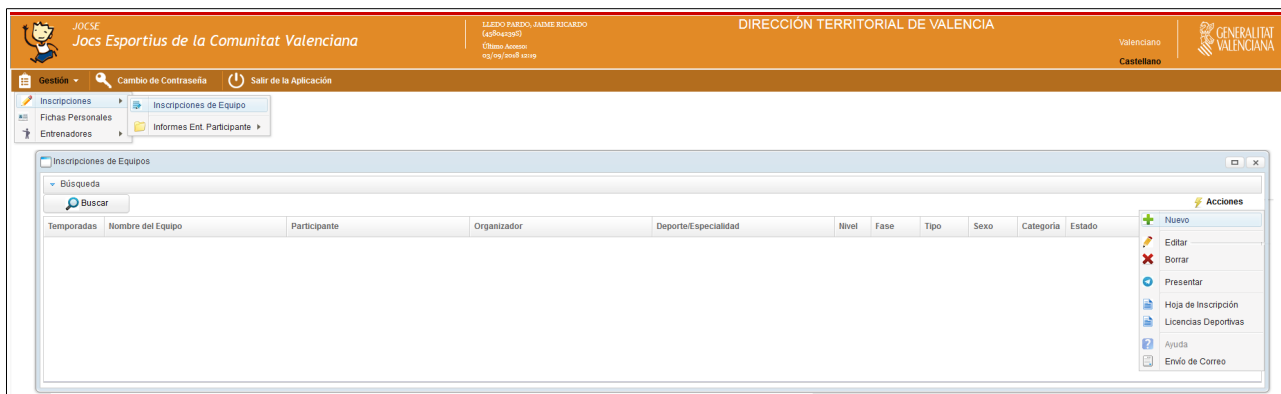 JOCSE
Jocs Esportius de la Comunitat Valenciana
LLEDO PARDO, JAIME RICARDO
(45804239S)
Último Acceso:
03/09/2018 12:19
DIRECCIÓN TERRITORIAL DE VALENCIA
Valenciano
Castellano
GENERALITAT
VALENCIANA
Gestión
Cambio de Contraseña
Salir de la Aplicación
Inscripciones
Inscripciones de Equipo
Fichas Personales
Informes Ent. Participante
Entrenadores
Inscripciones de Equipos
Búsqueda
Buscar
Acciones
Temporadas Nombre del Equipo Participante Organizador Deporte/Especialidad Nivel Fase Tipo Sexo Categoría Estado
Nuevo
Editar
Borrar
Presentar
Hoja de Inscripción
Licencias Deportivas
Ayuda
Envío de Correo